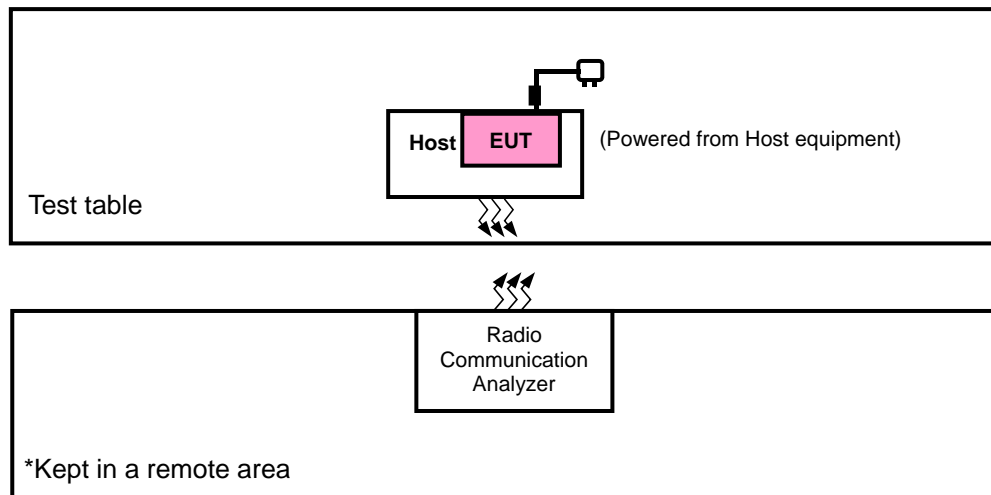 Host
EUT
(Powered from Host equipment)
Test table
Radio
Communication
Analyzer
*Kept in a remote area